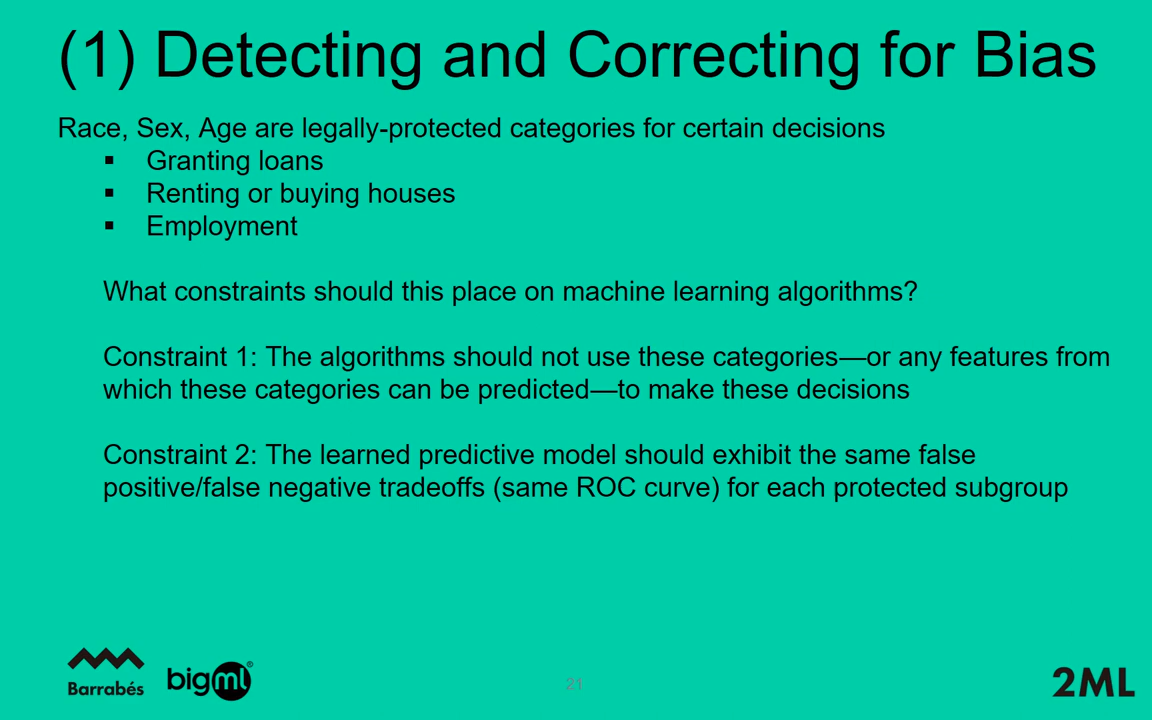 (1) Detecting and Correcting for Bias
Race, Sex, Age are legally-protected categories for certain decisions
▪ Granting loans
▪ Renting or buying houses
▪ Employment
What constraints should this place on machine learning algorithms?
Constraint 1: The algorithms should not use these categories—or any features from
which these categories can be predicted—to make these decisions
Constraint 2: The learned predictive model should exhibit the same false
positive/false negative tradeoffs (same ROC curve) for each protected subgroup
Barrabés
bigml®
21
2ML